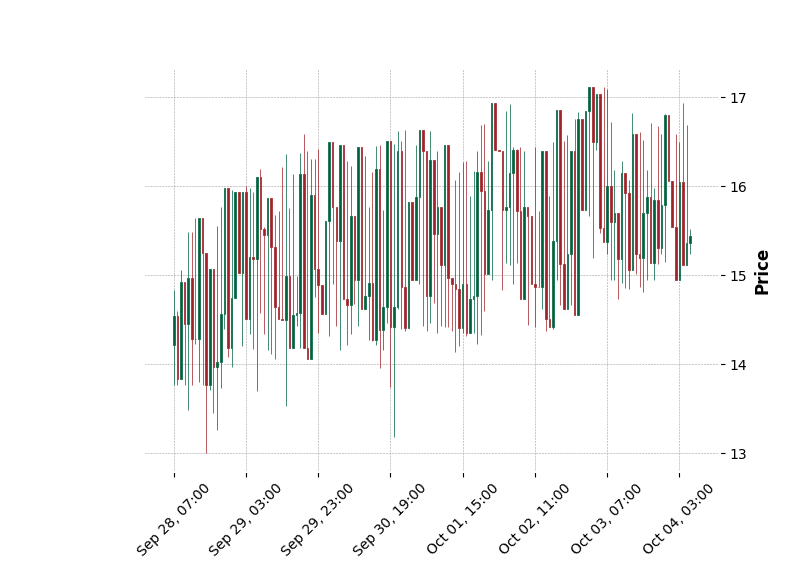 17
16
15
14
13
Price
Sep 28, 07:00
Sep 29, 03:00
Sep 29, 23:00
Sep 30, 19:00
Oct 01, 15:00
Oct 02, 11:00
Oct 03, 07:00
Oct 04, 03:00